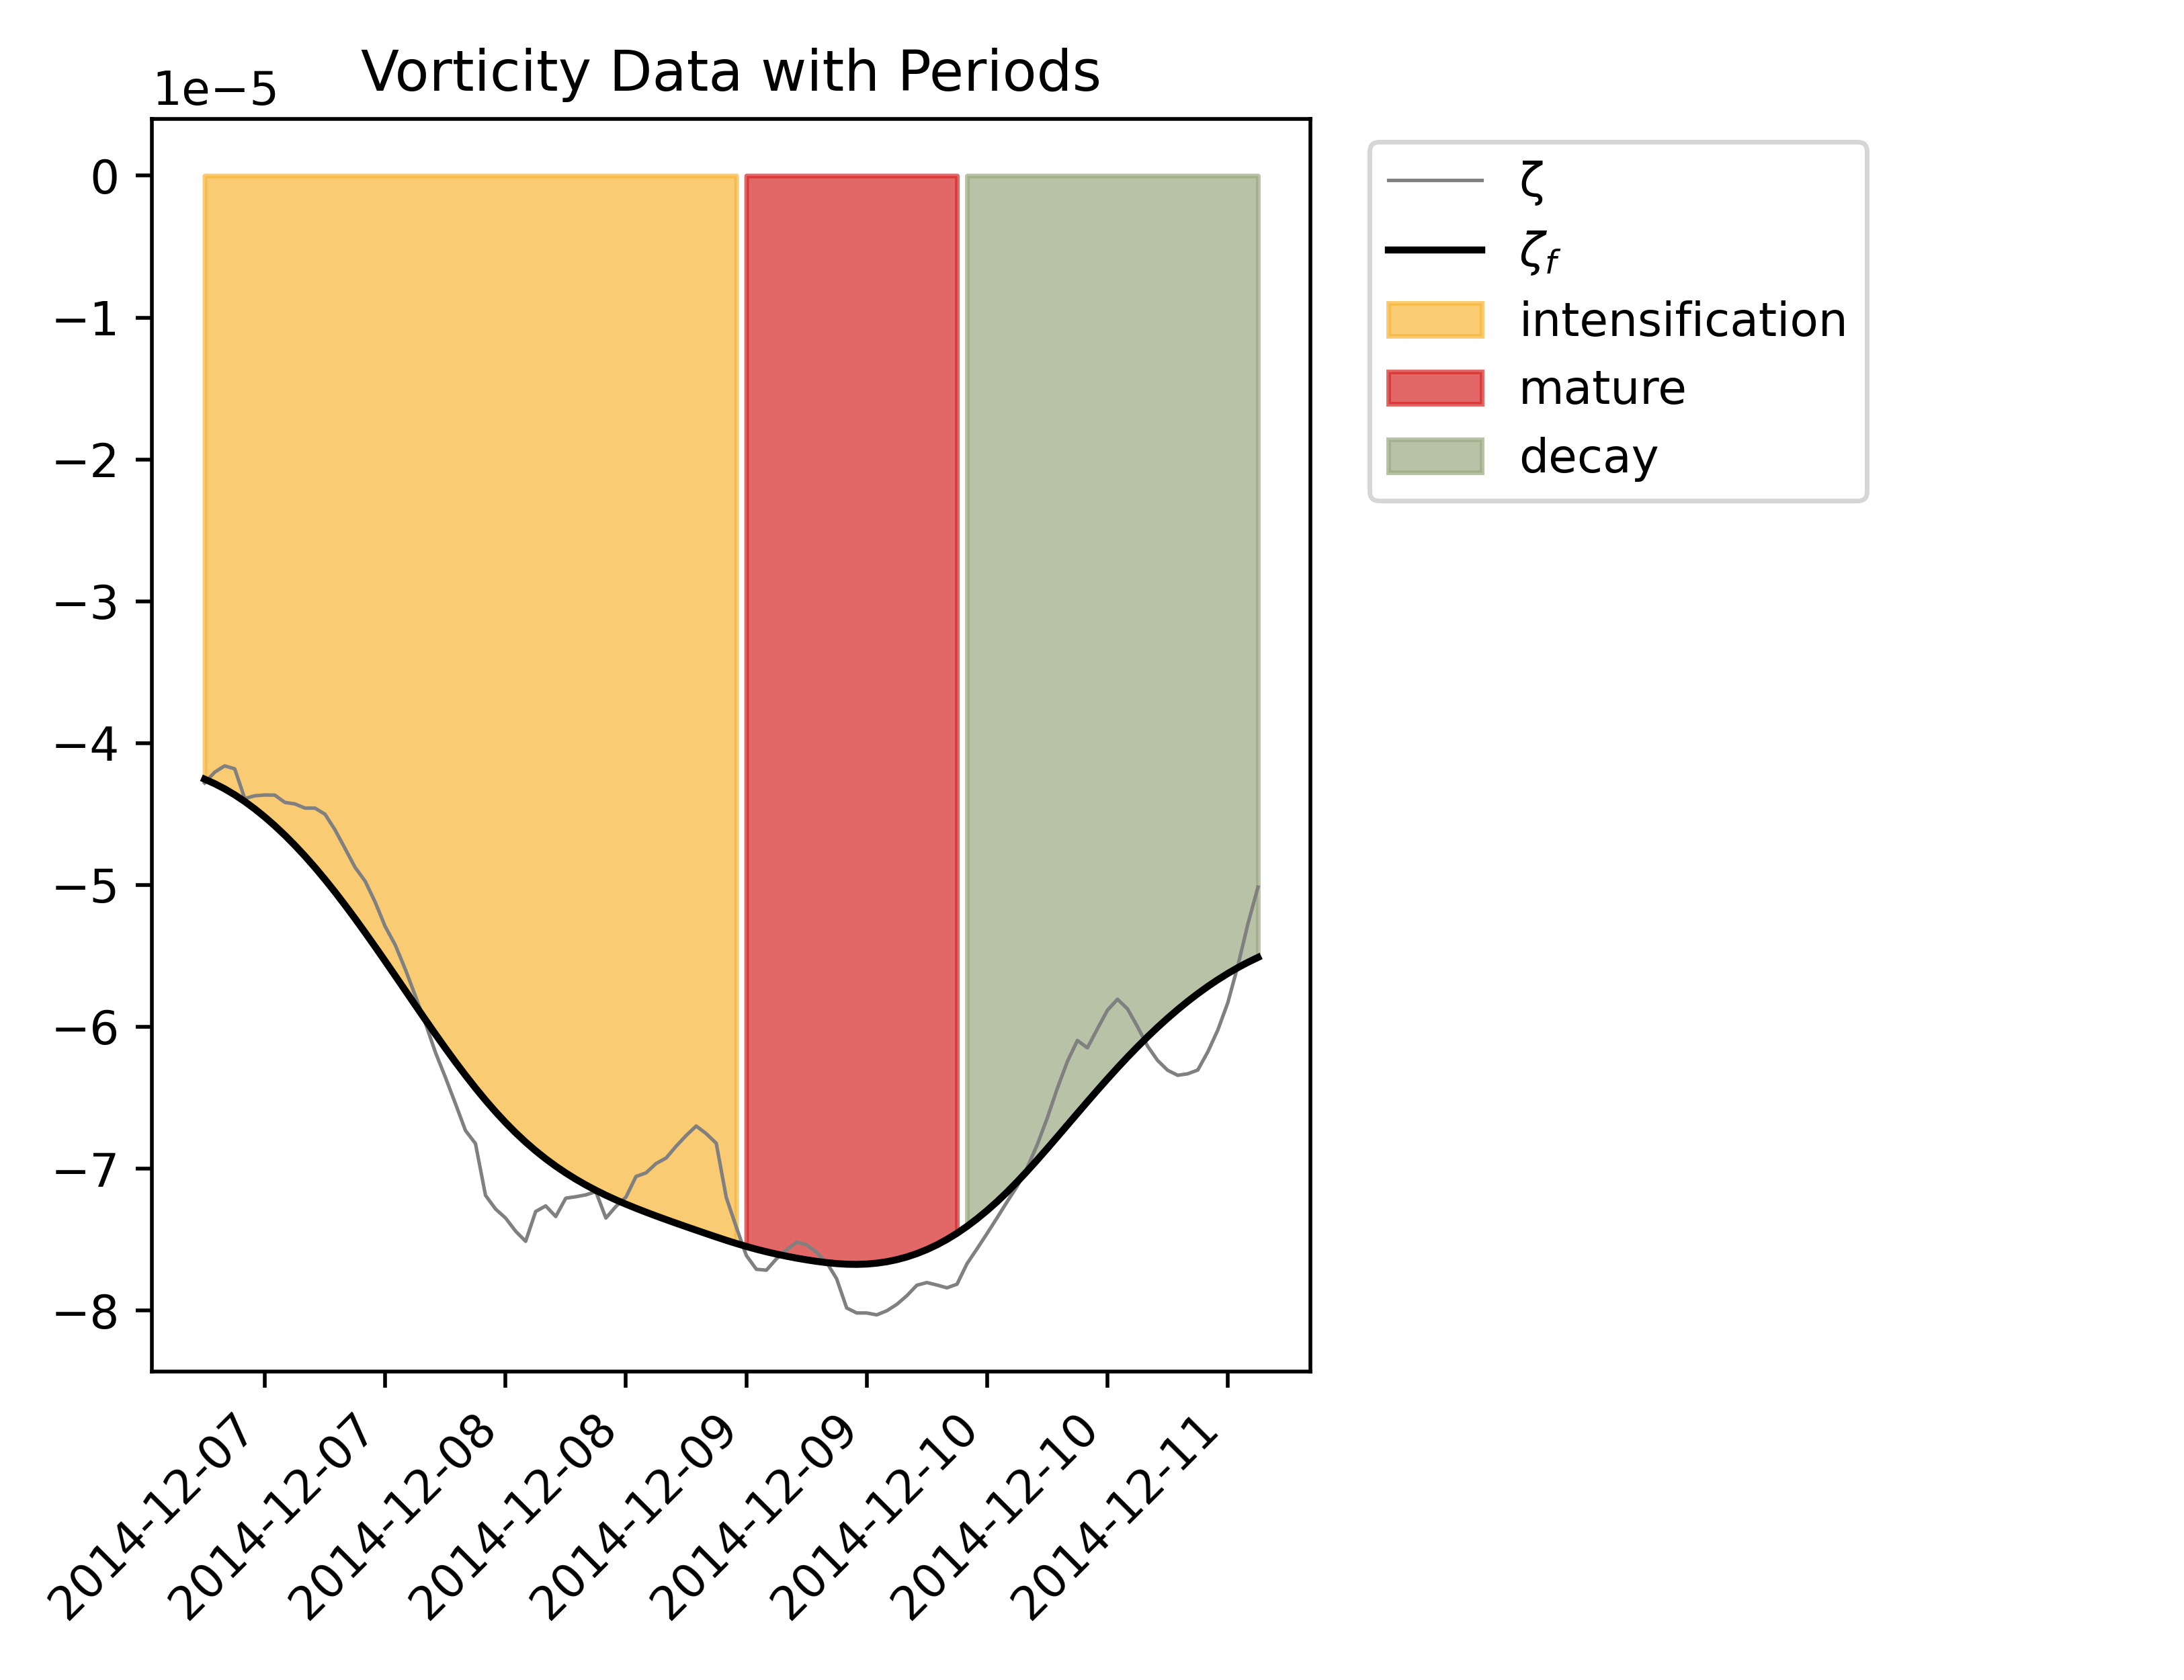 Vorticity Data with Periods
1e−5
0
−1
−2
−3
−4
−5
−6
−7
−8
2014-12-07
2014-12-07
2014-12-08
2014-12-08
2014-12-09
2014-12-09
2014-12-10
2014-12-10
2014-12-11
ζ
ζf
intensification
mature
decay